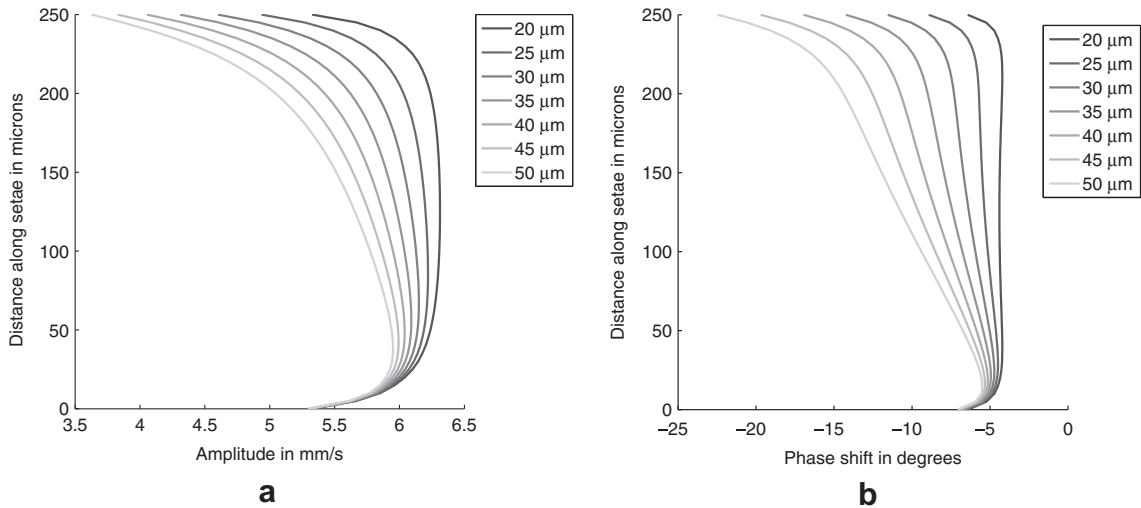 250
200
150
100
50
0
Distance along setae in microns
3.5 4 4.5 5 5.5 6 6.5
Amplitude in mm/s
20 μm
25 μm
30 μm
35 μm
40 μm
45 μm
50 μm
a
250
200
150
100
50
0
Distance along setae in microns
–25 –20 –15 –10 –5 0
Phase shift in degrees
20 μm
25 μm
30 μm
35 μm
40 μm
45 μm
50 μm
b